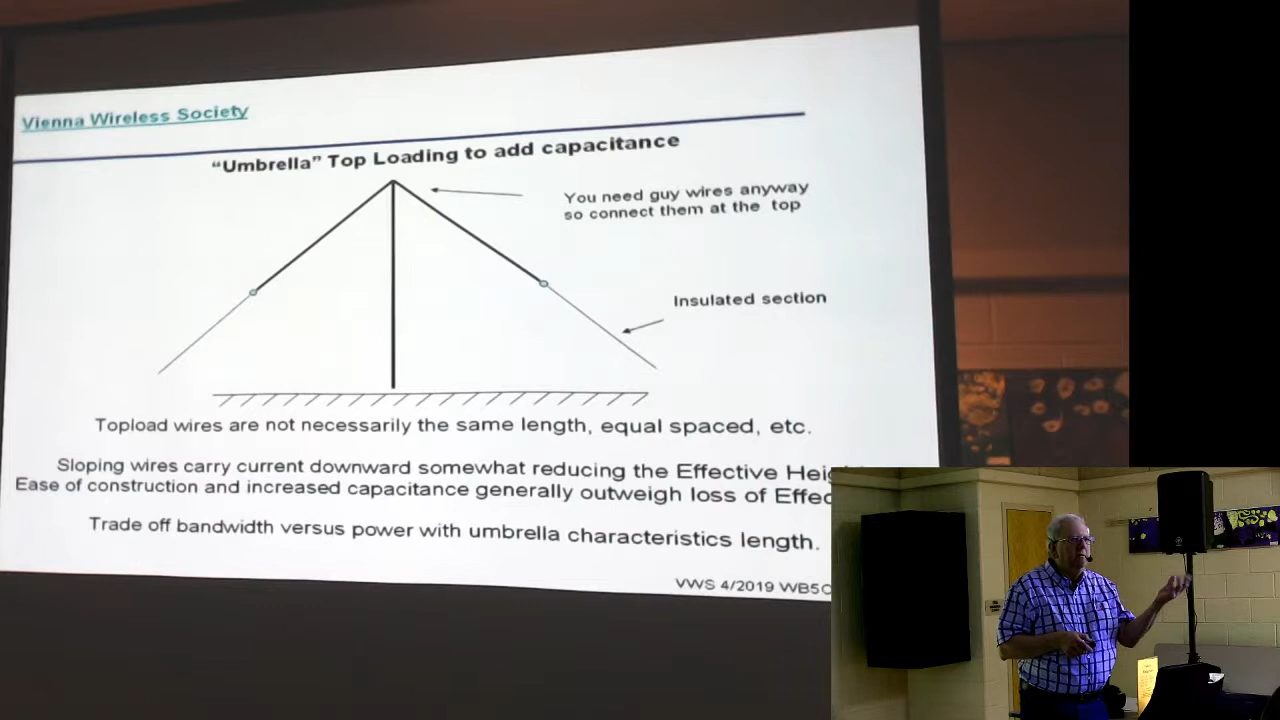 Vienna Wireless Society
“Umbrella” Top Loading to add capacitance
You need guy wires anyway
so connect them at the top
Insulated section
Topload wires are not necessarily the same length, equal spaced, etc.
Sloping wires carry current downward somewhat reducing the Effective
Ease of construction and increased capacitance generally outweigh loss of
Trade off bandwidth versus power with umbrella characteristics length.
VWS 4/2019